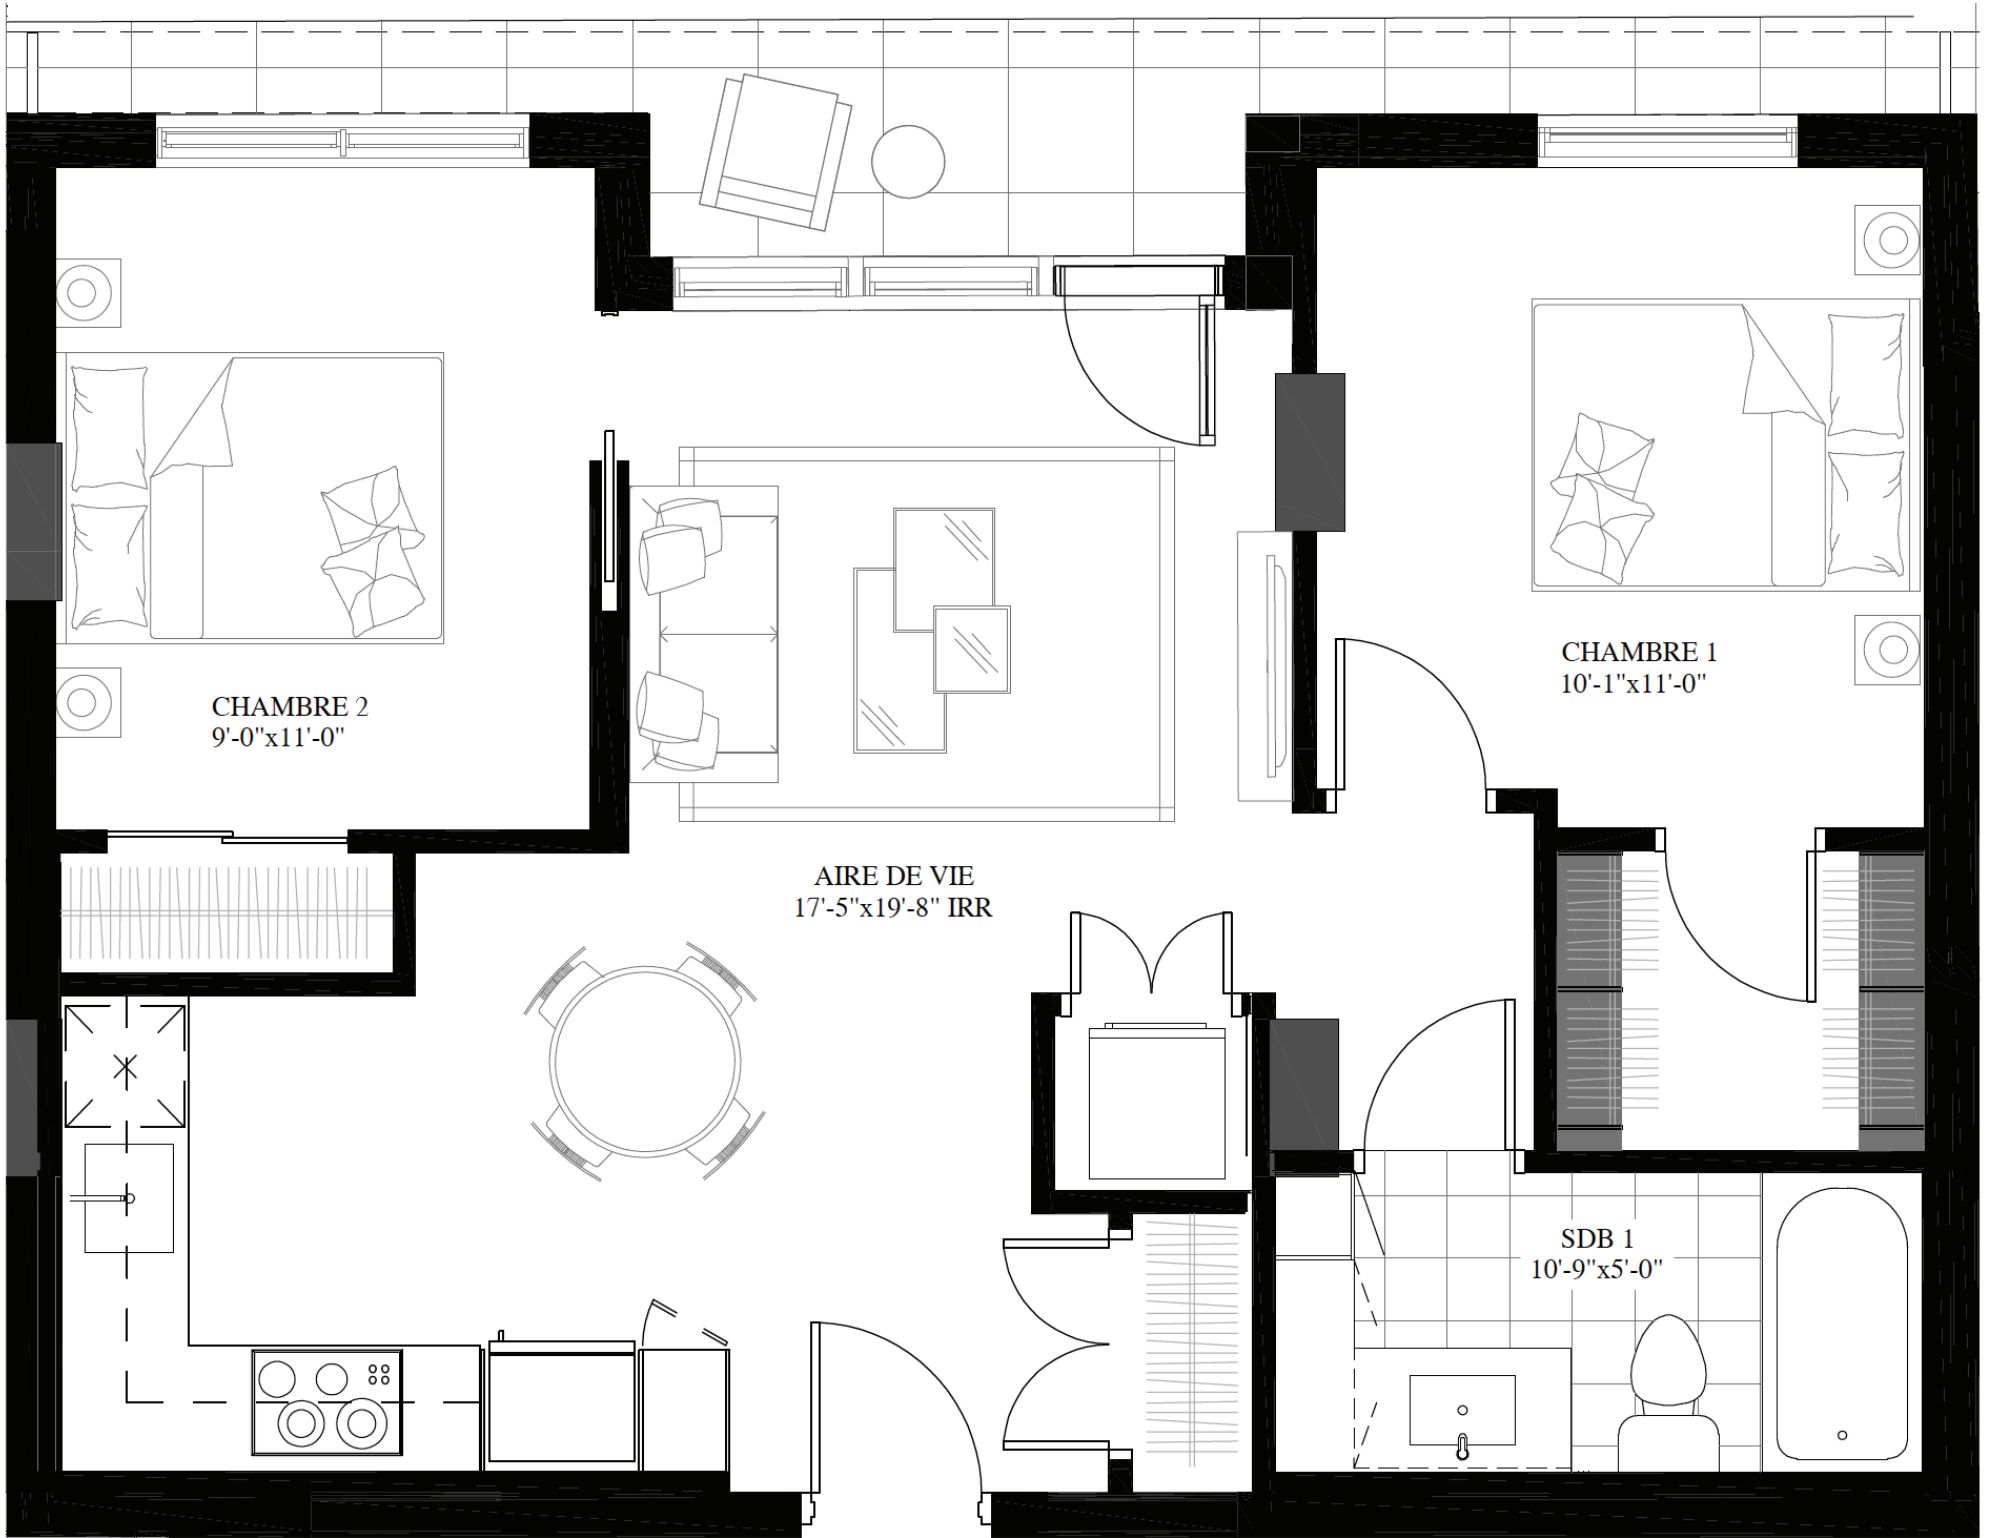 CHAMBRE 1
10'-1"x11'-0"
CHAMBRE 2
9'-0"x11'-0"
AIRE DE VIE
17'-5"x19'-8" IRR
SDB 1
10'-9"x5'-0"